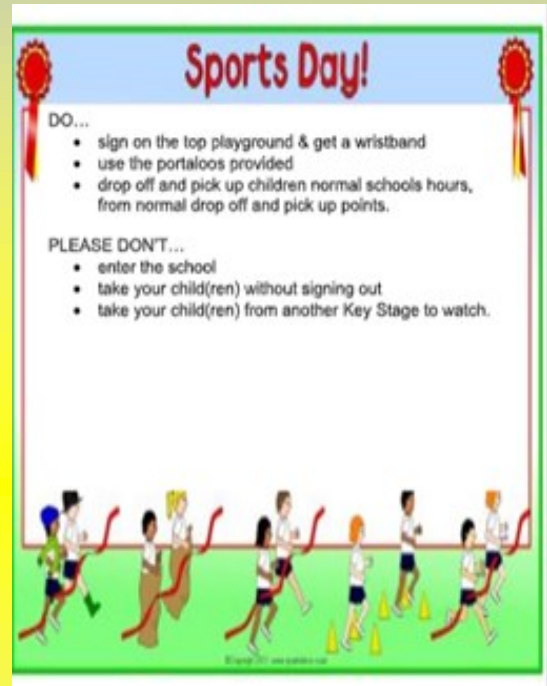 Sports Day!
DO...
• sign on the top playground & get a wristband
• use the portaloos provided
• drop off and pick up children normal schools hours,
from normal drop off and pick up points.
PLEASE DON'T...
• enter the school
• take your child(ren) without signing out
• take your child(ren) from another Key Stage to watch.